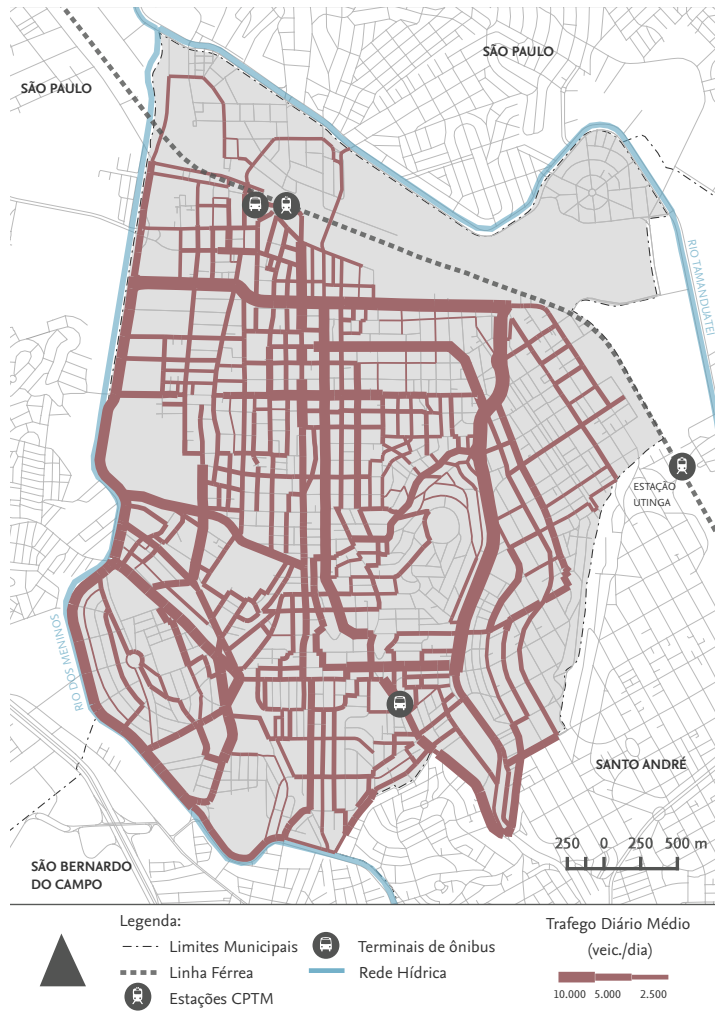 SÃO PAULO
SÃO PAULO
RIO TAMANDUATEÍ
ESTAÇÃO
UTINGA
RIO DOS MENINOS
SANTO ANDRÉ
250 0 250 500 m
SÃO BERNARDO
DO CAMPO
Legenda:
Limites Municipais
Terminais de ônibus
Linha Férrea
Rede Hídrica
Estações CPTM
Trafego Diário Médio
(veic./dia)
10.000 5.000 2.500